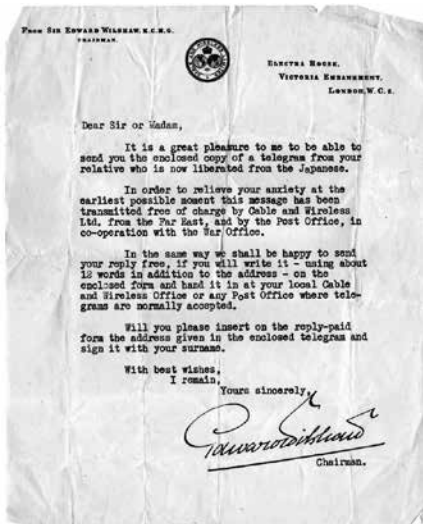 From Sir Edward Wilshaw, K.C.M.G.
Chairman.
Electra House,
Victoria Embankment,
London, W.C.2.
Dear Sir or Madam,
It is a great pleasure to me to be able to
send you the enclosed copy of a telegram from your
relative who is now liberated from the Japanese.
In order to relieve your anxiety at the
earliest possible moment this message has been
transmitted free of charge by Cable and Wireless
Ltd. from the Far East, and by the Post Office, in
co-operation with the War Office.
In the same way we shall be happy to send
your reply free, if you will write it - using about
12 words in addition to the address - on the
enclosed form and hand it in at your local Cable
and Wireless Office or any Post Office where tele-
grams are normally accepted.
Will you please insert on the reply-paid
form the address given in the enclosed telegram and
sign it with your surname.
With best wishes,
I remain,
Yours sincerely,
Edward Wilshaw
Chairman.